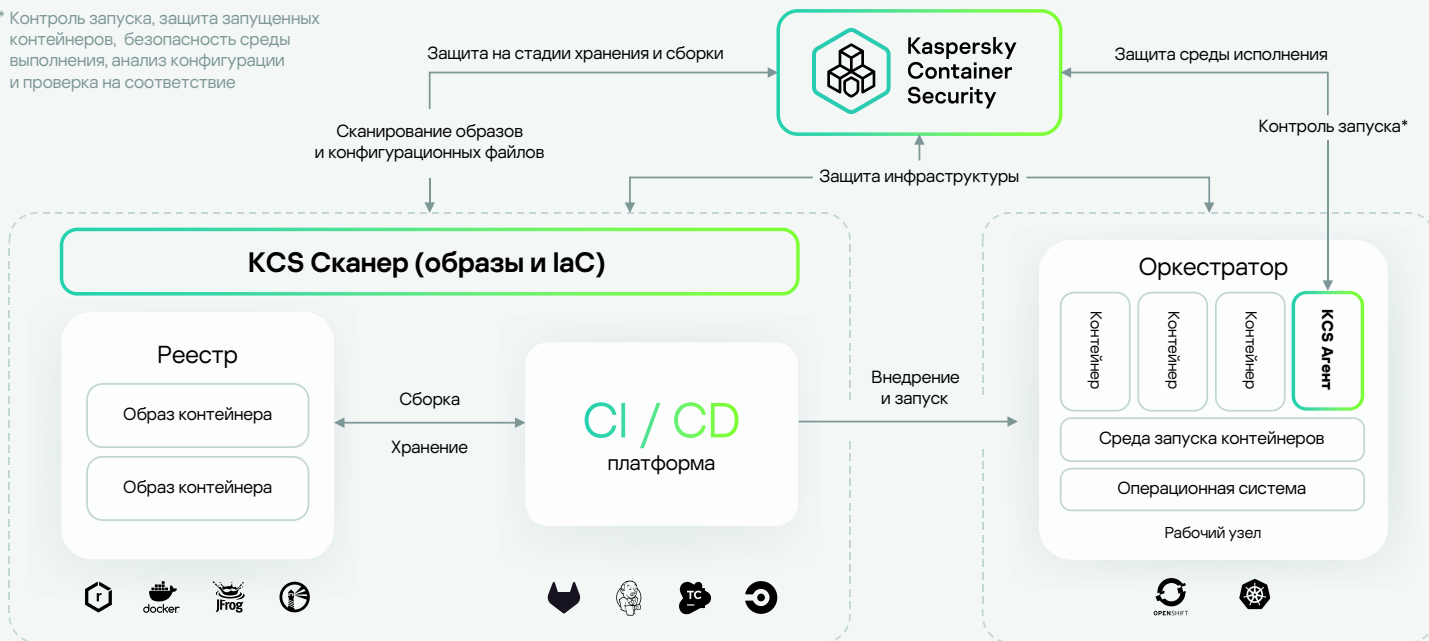 * Контроль запуска, защита запущенных
контейнеров, безопасность среды
выполнения, анализ конфигурации
и проверка на соответствие
Защита на стадии хранения и сборки
Kaspersky
Container
Security
Защита среды исполнения
Сканирование образов
и конфигурационных файлов
Контроль запуска*
Защита инфраструктуры
KCS Сканер (образы и IaC)
Реестр
Образ контейнера
Образ контейнера
Сборка
Хранение
CI / CD
платформа
Внедрение
и запуск
Оркестратор
Контейнер
Контейнер
Контейнер
KCS Агент
Среда запуска контейнеров
Операционная система
Рабочий узел
r
docker
JFrog
TC
OPENSHIFT